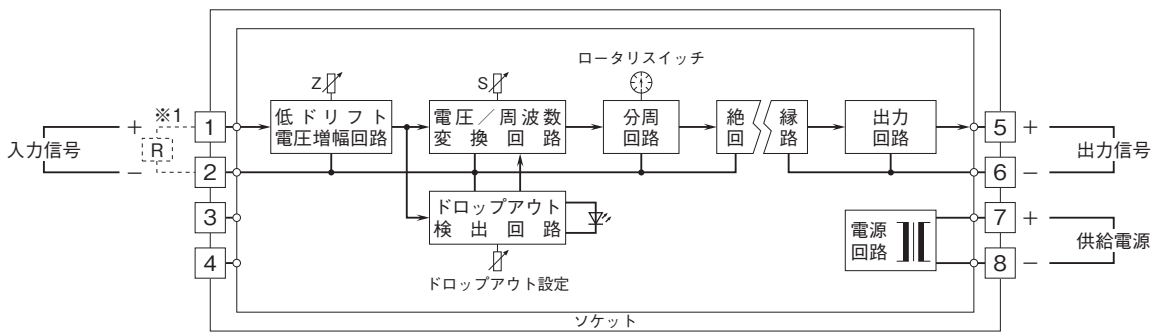 ロータリスイッチ
Z
S
※1
1
低ドリフト
電圧増幅回路
電圧／周波数
変換回路
分周
回路
絶
回
縁
路
出力
回路
5
+
+
入力信号
R
出力信号
−
2
6
−
3
ドロップアウト
検出回路
電源
回路
7
+
供給電源
4
8
−
ドロップアウト設定
ソケット